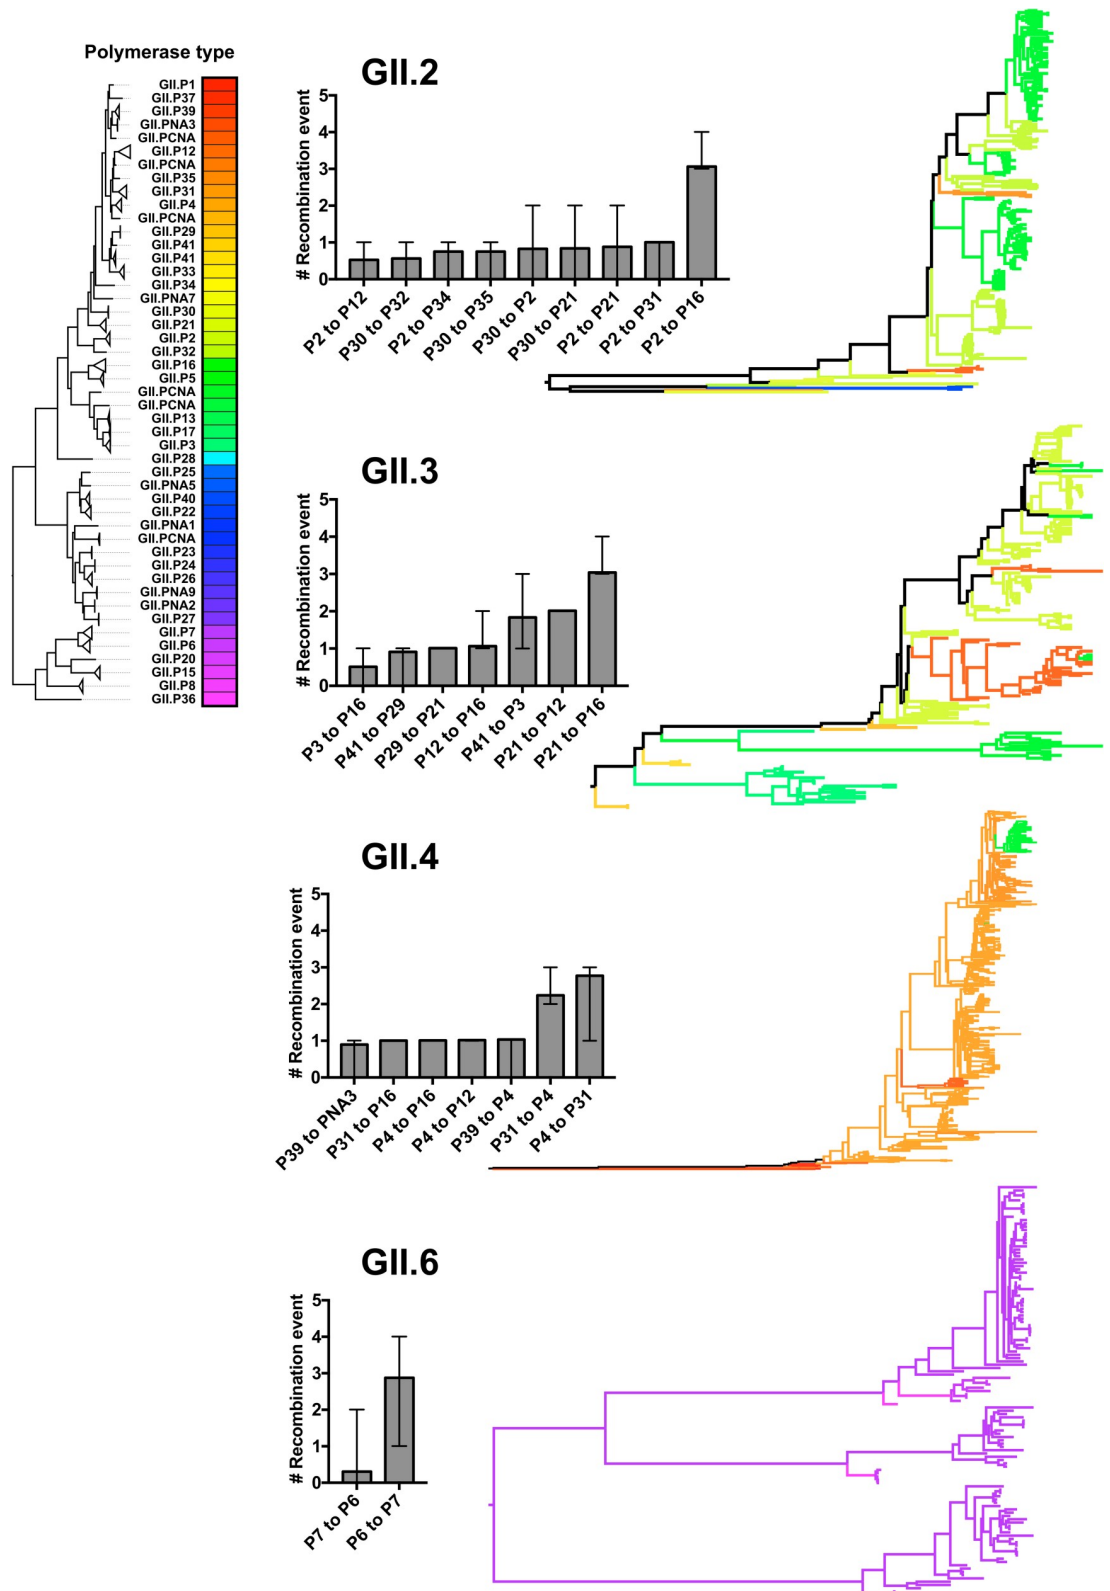 Polymerase type
GII.P1
GII.P37
GII.P39
GII.PNA3
GII.PCNA
GII.P12
GII.PCNA
GII.P35
GII.P31
GII.P4
GII.PCNA
GII.P29
GII.P41
GII.P41
GII.P33
GII.P34
GII.PNA7
GII.P30
GII.P21
GII.P2
GII.P32
GII.P16
GII.P5
GII.PCNA
GII.PCNA
GII.P13
GII.P17
GII.P3
GII.P28
GII.P25
GII.PNA5
GII.P40
GII.P22
GII.PNA1
GII.PCNA
GII.P23
GII.P24
GII.P26
GII.PNA9
GII.PNA2
GII.P27
GII.P7
GII.P6
GII.P20
GII.P15
GII.P8
GII.P36
GII.2
# Recombination event
5
4
3
2
1
0
P2 to P12
P30 to P32
P2 to P34
P30 to P35
P30 to P2
P30 to P21
P2 to P21
P2 to P31
P2 to P16
GII.3
# Recombination event
5
4
3
2
1
0
P3 to P16
P41 to P29
P29 to P21
P12 to P16
P41 to P3
P21 to P12
P21 to P16
GII.4
# Recombination event
5
4
3
2
1
0
P39 to PNA3
P31 to P16
P4 to P16
P4 to P12
P39 to P4
P31 to P4
P4 to P31
GII.6
# Recombination event
5
4
3
2
1
0
P7 to P6
P6 to P7